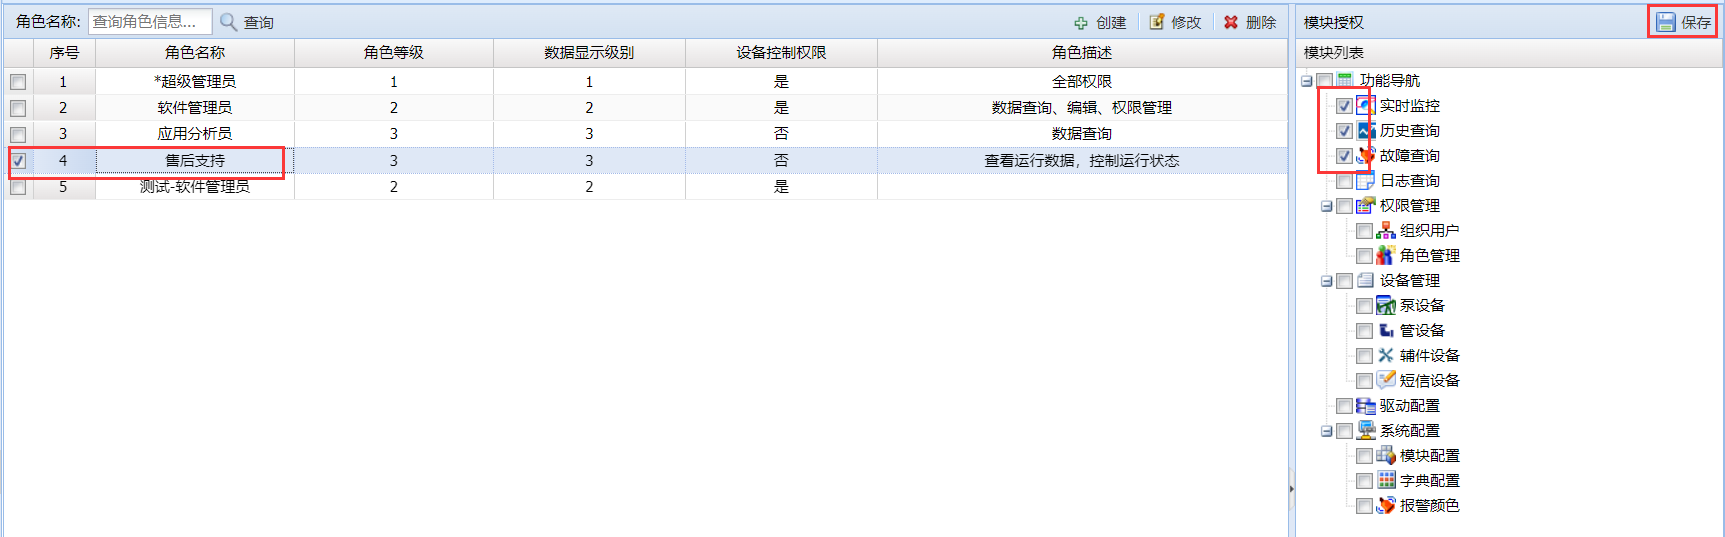 角色名称: 查询角色信息... 查询 创建 修改 删除
序号 角色名称 角色等级 数据显示级别 设备控制权限 角色描述
1 *超级管理员 1 1 是 全部权限
2 软件管理员 2 2 是 数据查询、编辑、权限管理
3 应用分析员 3 3 否 数据查询
4 售后支持 3 3 否 查看运行数据，控制运行状态
5 测试-软件管理员 2 2 是
模块授权 保存
模块列表
功能导航
实时监控
历史查询
故障查询
日志查询
权限管理
组织用户
角色管理
设备管理
泵设备
管设备
辅件设备
短信设备
驱动配置
系统配置
模块配置
字典配置
报警颜色